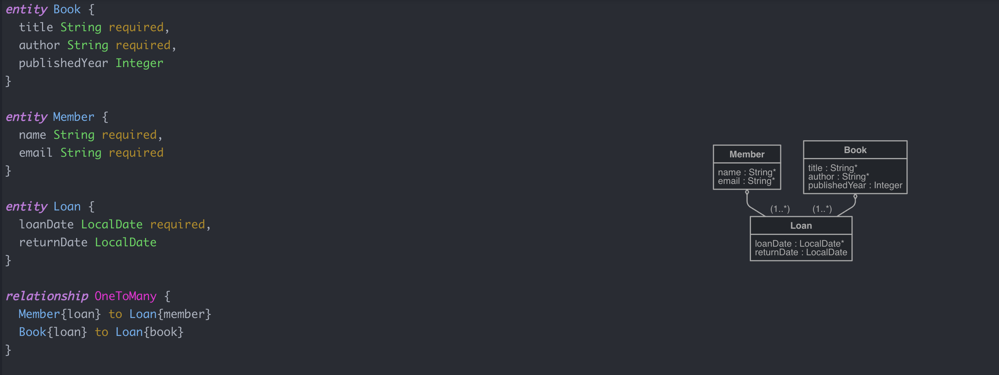 entity Book {
  title String required,
  author String required,
  publishedYear Integer
}
entity Member {
  name String required,
  email String required
}
entity Loan {
  loanDate LocalDate required,
  returnDate LocalDate
}
relationship OneToMany {
  Member{loan} to Loan{member}
  Book{loan} to Loan{book}
}
Member
name : String*
email : String*
Book
title : String*
author : String*
publishedYear : Integer
(1..*)
(1..*)
Loan
loanDate : LocalDate*
returnDate : LocalDate